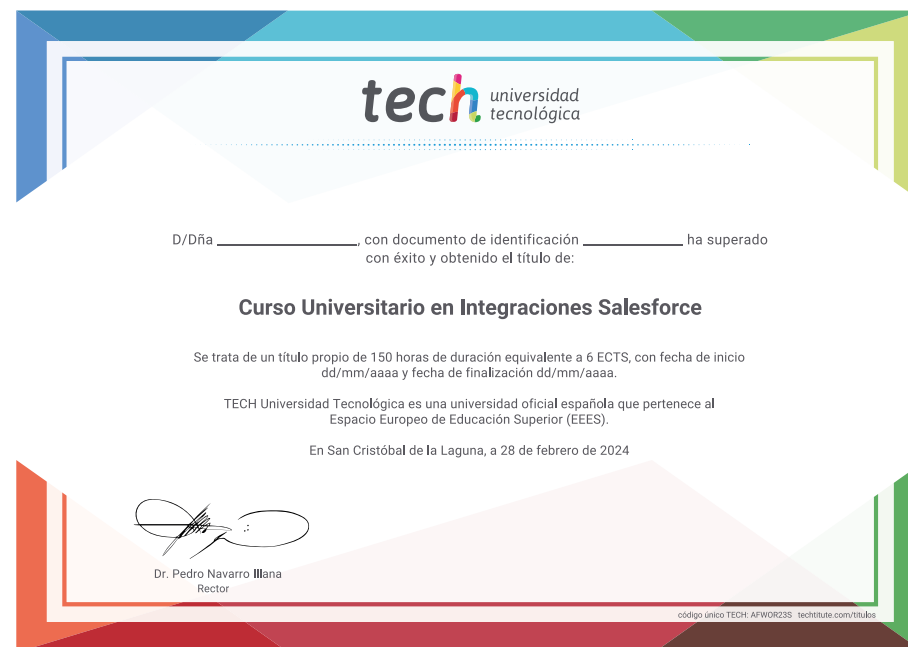 tech universidad
tecnológica
D/Dña ____________________, con documento de identificación ______________ ha superado
con éxito y obtenido el título de:
Curso Universitario en Integraciones Salesforce
Se trata de un título propio de 150 horas de duración equivalente a 6 ECTS, con fecha de inicio
dd/mm/aaaa y fecha de finalización dd/mm/aaaa.
TECH Universidad Tecnológica es una universidad oficial española que pertenece al
Espacio Europeo de Educación Superior (EEES).
En San Cristóbal de la Laguna, a 28 de febrero de 2024
Dr. Pedro Navarro Illana
Rector
código único TECH: AFWOR23S techtitute.com/titulos